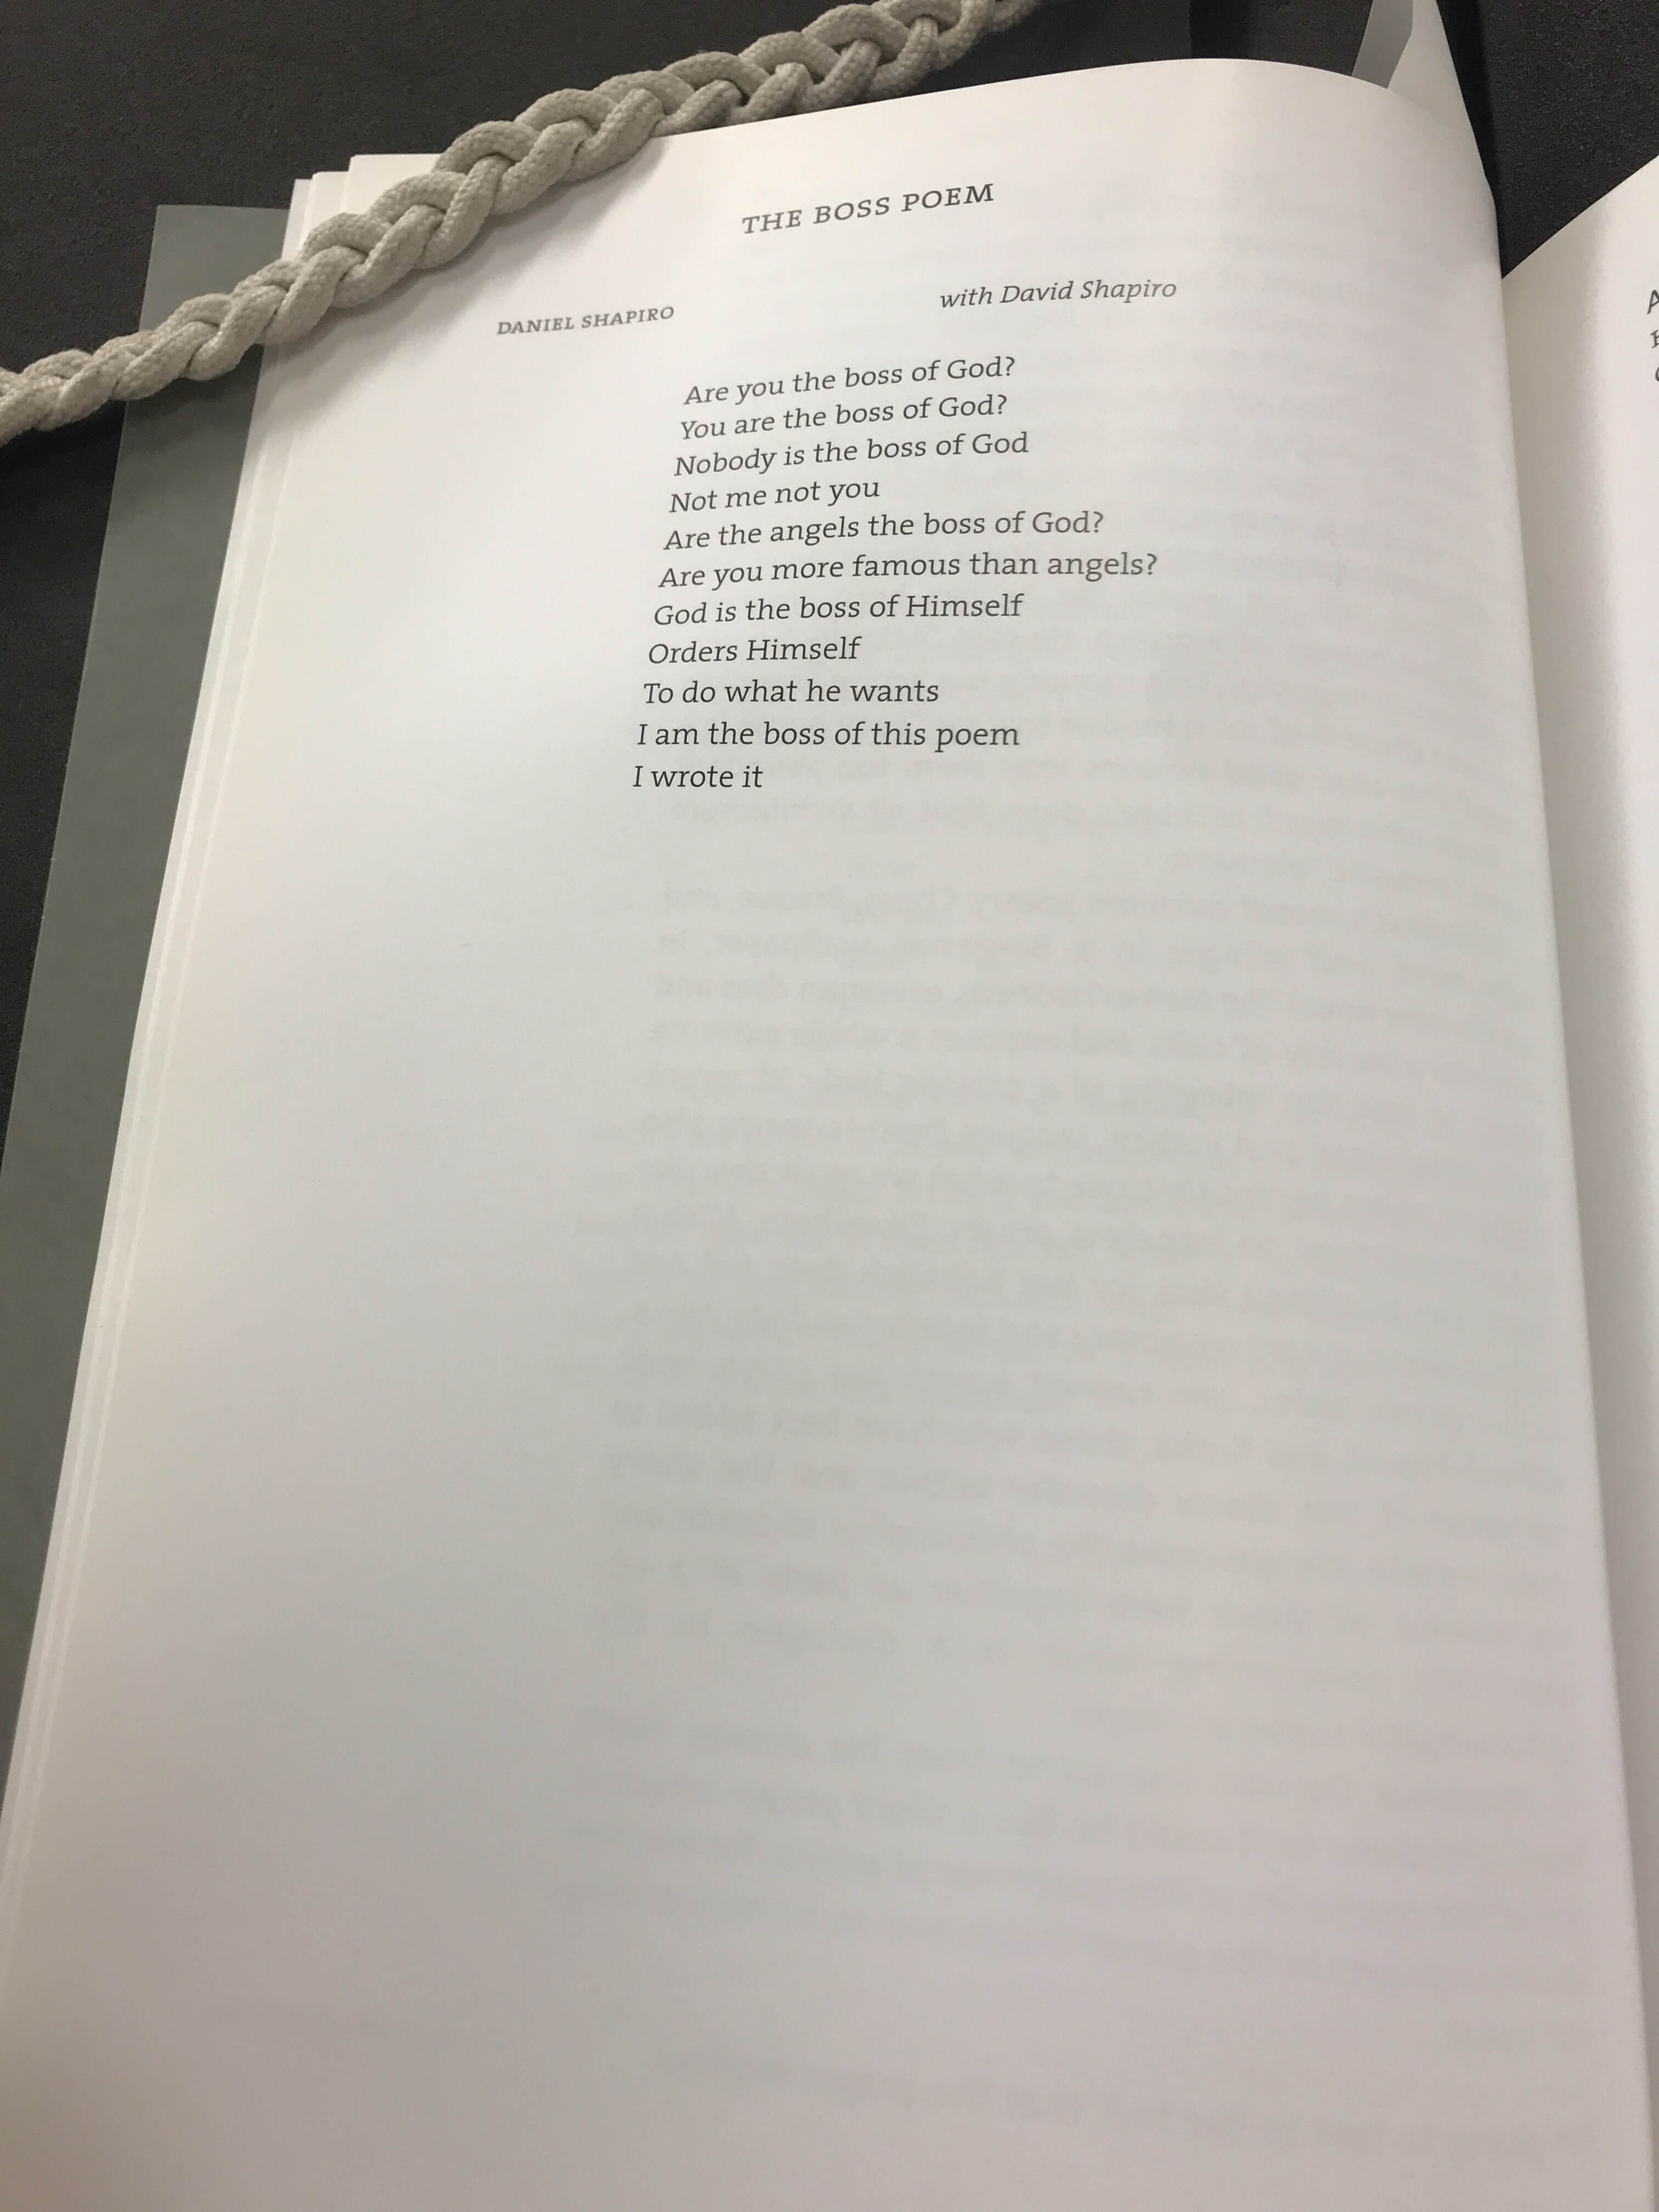 THE BOSS POEM
with David Shapiro
DANIEL SHAPIRO
Are you the boss of God?
You are the boss of God?
Nobody is the boss of God
Not me not you
Are the angels the boss of God?
Are you more famous than angels?
God is the boss of Himself
Orders Himself
To do what he wants
I am the boss of this poem
I wrote it